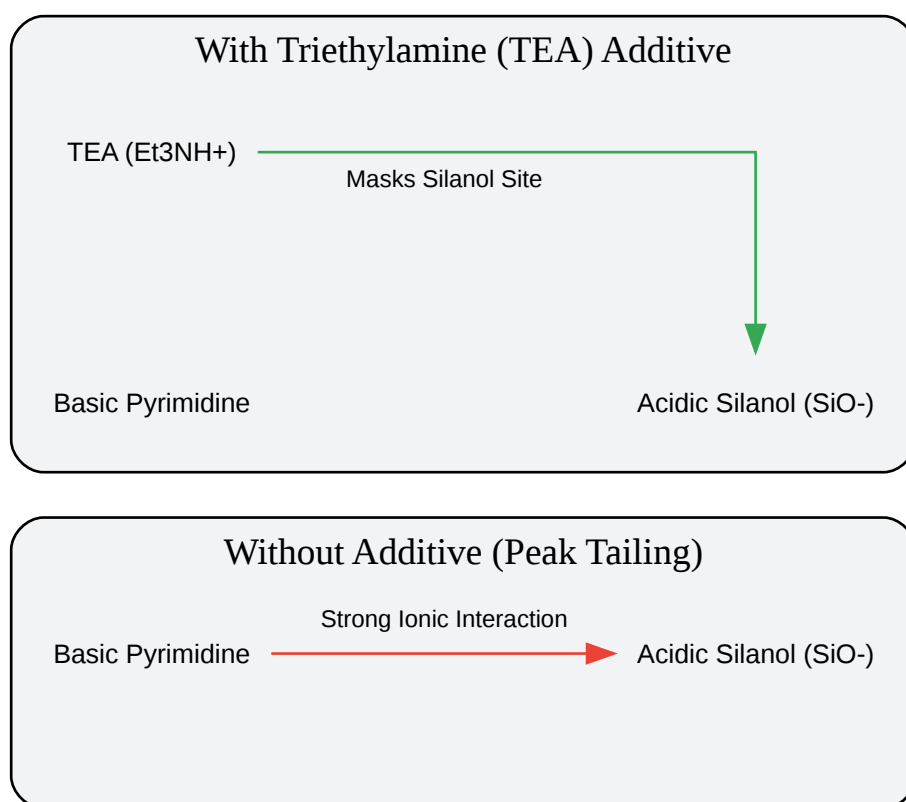 With Triethylamine (TEA) Additive
TEA (Et3NH+)
Masks Silanol Site
Basic Pyrimidine
Acidic Silanol (SiO-)
Without Additive (Peak Tailing)
Strong Ionic Interaction
Basic Pyrimidine
Acidic Silanol (SiO-)